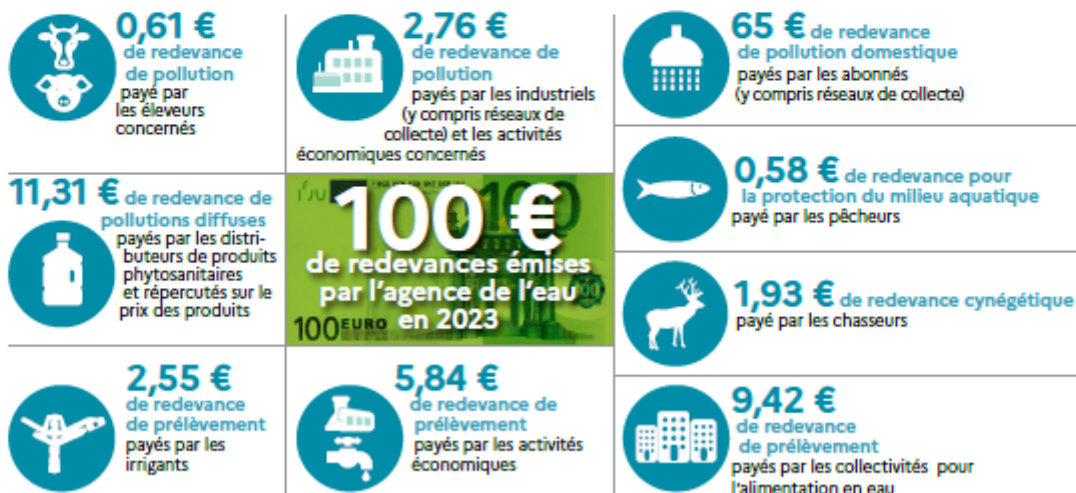 0,61 €
de redevance
de pollution
payé par
les éleveurs
concernés
2,76 €
de redevance de
pollution
payés par les industriels
(y compris réseaux de
collecte) et les activités
économiques concernés
65 € de redevance
de pollution domestique
payés par les abonnés
(y compris réseaux de collecte)
11,31 € de redevance de
pollutions diffuses
payés par les distri-
buteurs de produits
phytosanitaires
et répercutés sur le
prix des produits
100 €
de redevances émises
par l'agence de l'eau
en 2023
100 EURO
100
0,58 € de redevance pour
la protection du milieu aquatique
payé par les pêcheurs
1,93 € de redevance cynégétique
payé par les chasseurs
2,55 €
de redevance
de prélèvement
payés par les
irrigants
5,84 €
de redevance de
prélèvement
payés par les activités
économiques
9,42 €
de redevance
de prélèvement
payés par les collectivités pour
l'alimentation en eau